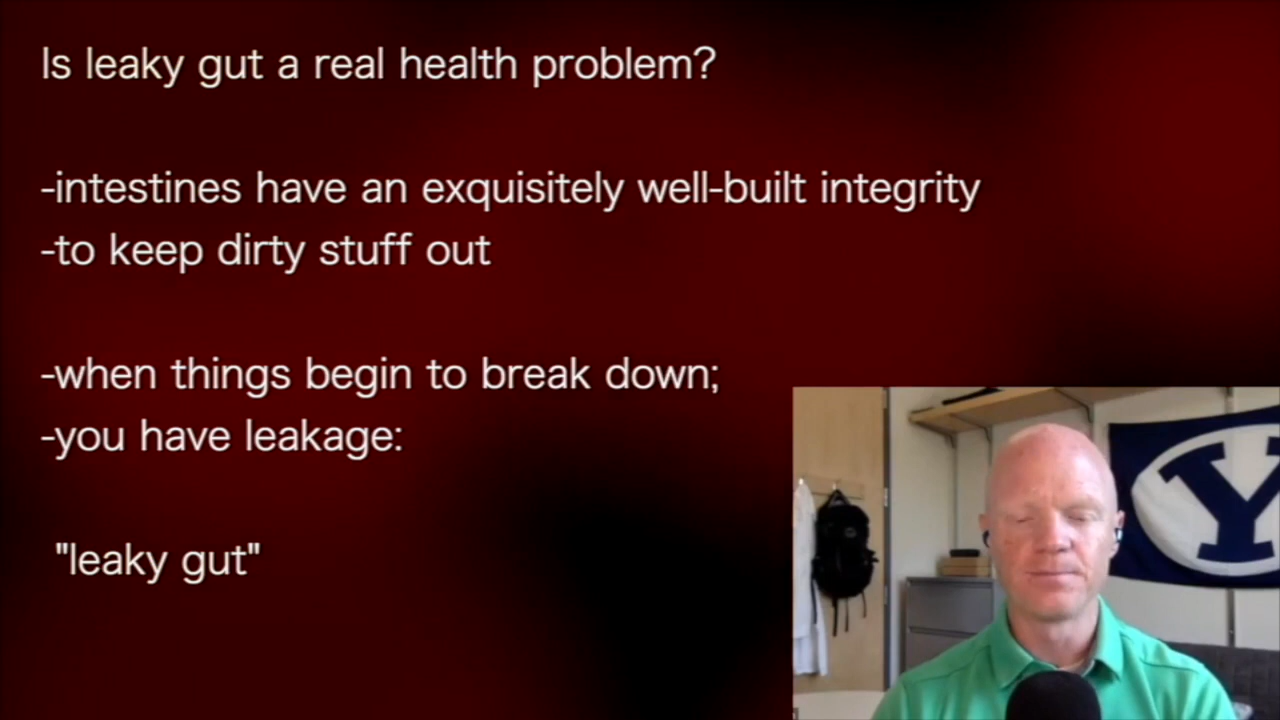 Is leaky gut a real health problem?
-intestines have an exquisitely well-built integrity
-to keep dirty stuff out
-when things begin to break down;
-you have leakage:
"leaky gut"
Y